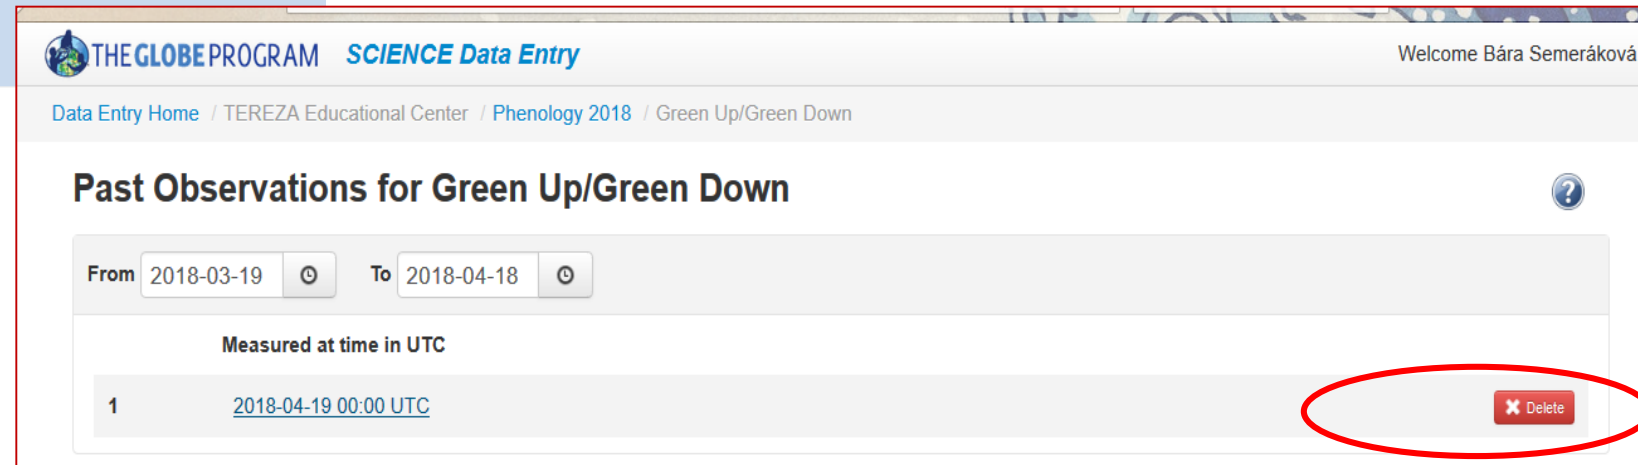 THE GLOBE PROGRAM SCIENCE Data Entry
Welcome Bára Semeráková
Data Entry Home / TEREZA Educational Center / Phenology 2018 / Green Up/Green Down
Past Observations for Green Up/Green Down
?
From 2018-03-19 To 2018-04-18
Measured at time in UTC
1 2018-04-19 00:00 UTC Delete